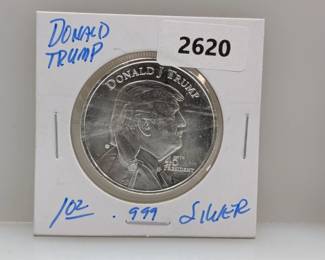 DONALD
TRUMP
2620
DONALD J TRUMP
45TH
PRESIDENT
1oz .999 SILVER